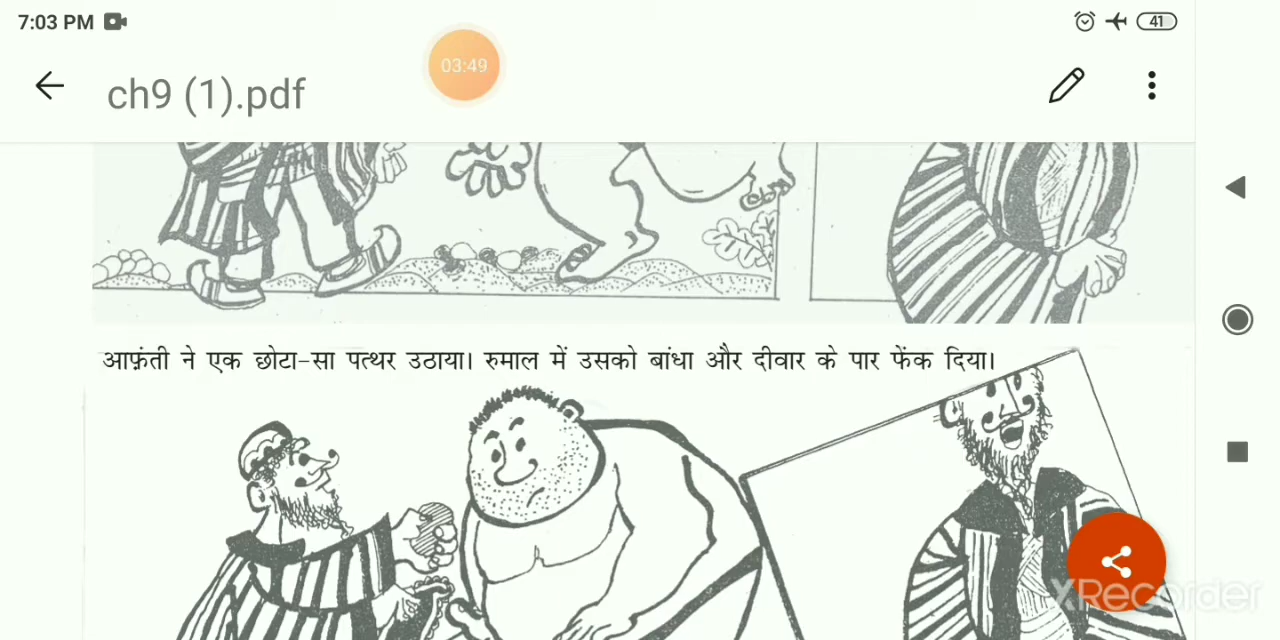 7:03 PM
41
03:49
ch9 (1).pdf
आफ़ंती ने एक छोटा-सा पत्थर उठाया। रुमाल में उसको बांधा और दीवार के पार फेंक दिया।
XRecorder